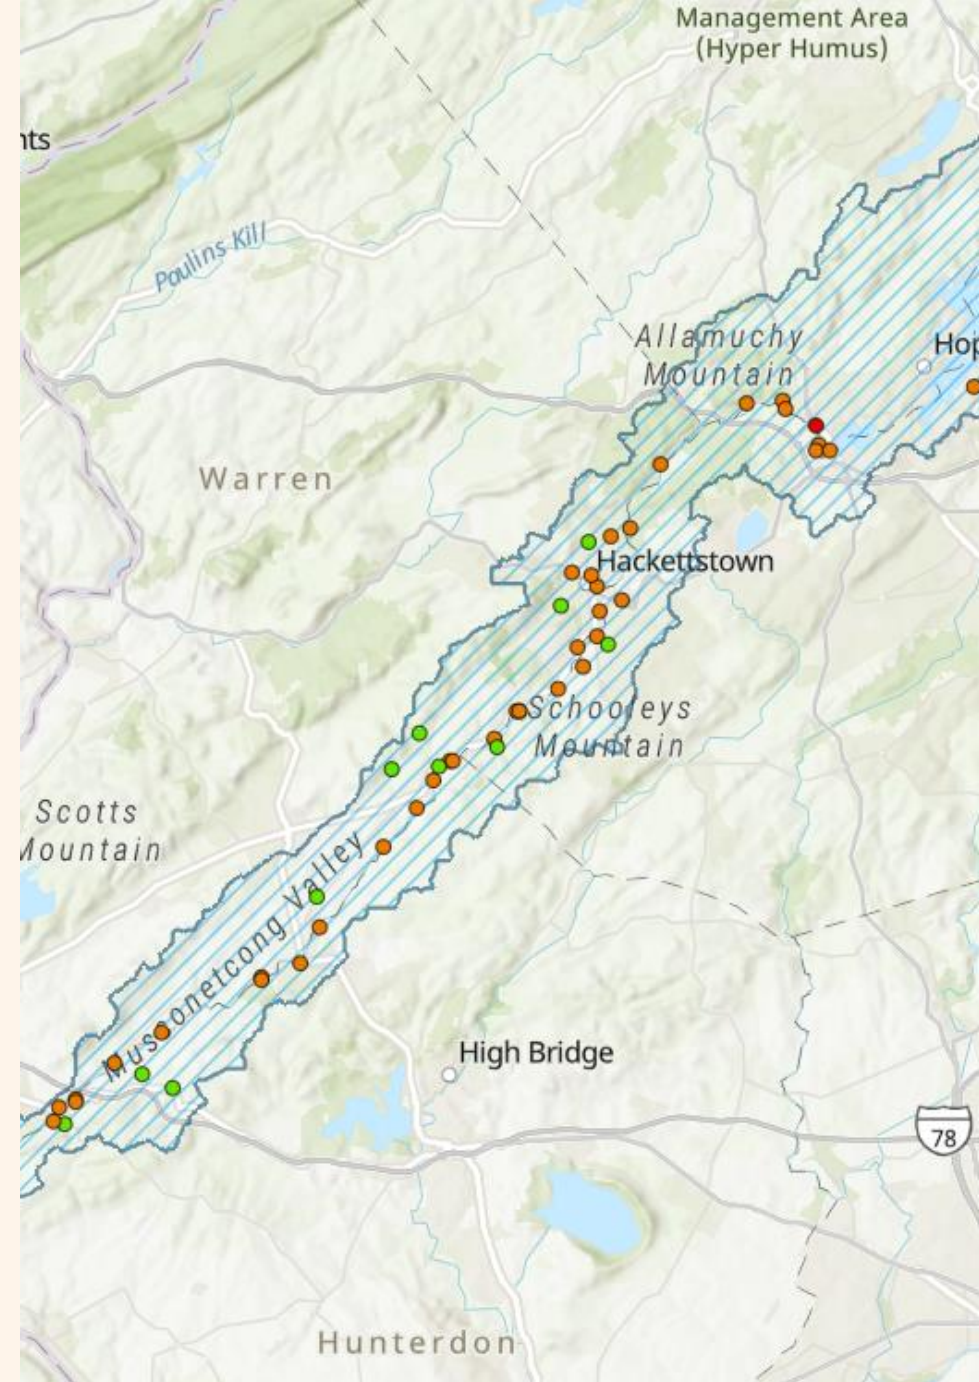 Management Area
(Hyper Humus)
nts
Paulins Kill
Allamuchy
Mountain
Hop
Warren
Hackettstown
Schooleys
Mountain
Scotts
Mountain
Musconetcong Valley
High Bridge
78
Hunterdon